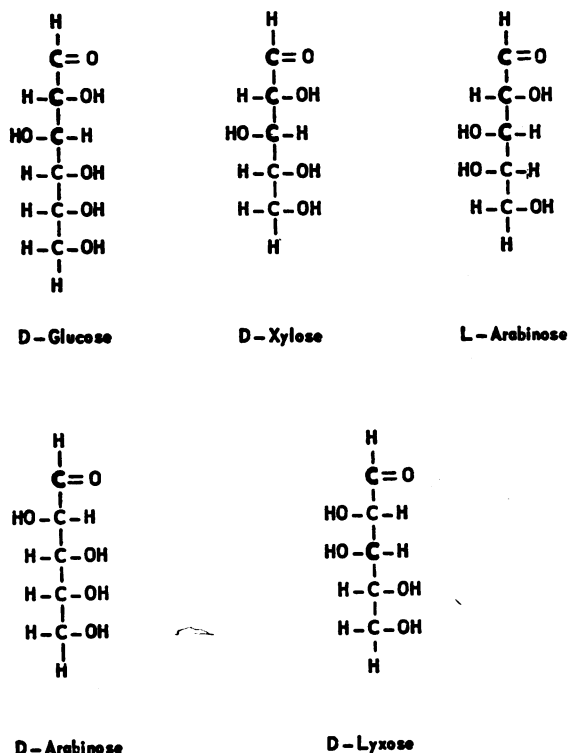 H
C=O
H-C-OH
HO-C-H
H-C-OH
H-C-OH
H-C-OH
H
D-Glucose
H
C=O
H-C-OH
HO-C-H
H-C-OH
H-C-OH
H
D-Xylose
H
C=O
H-C-OH
HO-C-H
HO-C-H
H-C-OH
H
L-Arabinose
H
C=O
HO-C-H
H-C-OH
H-C-OH
H-C-OH
H
D-Arabinose
H
C=O
HO-C-H
HO-C-H
H-C-OH
H-C-OH
H
D-Lyxose